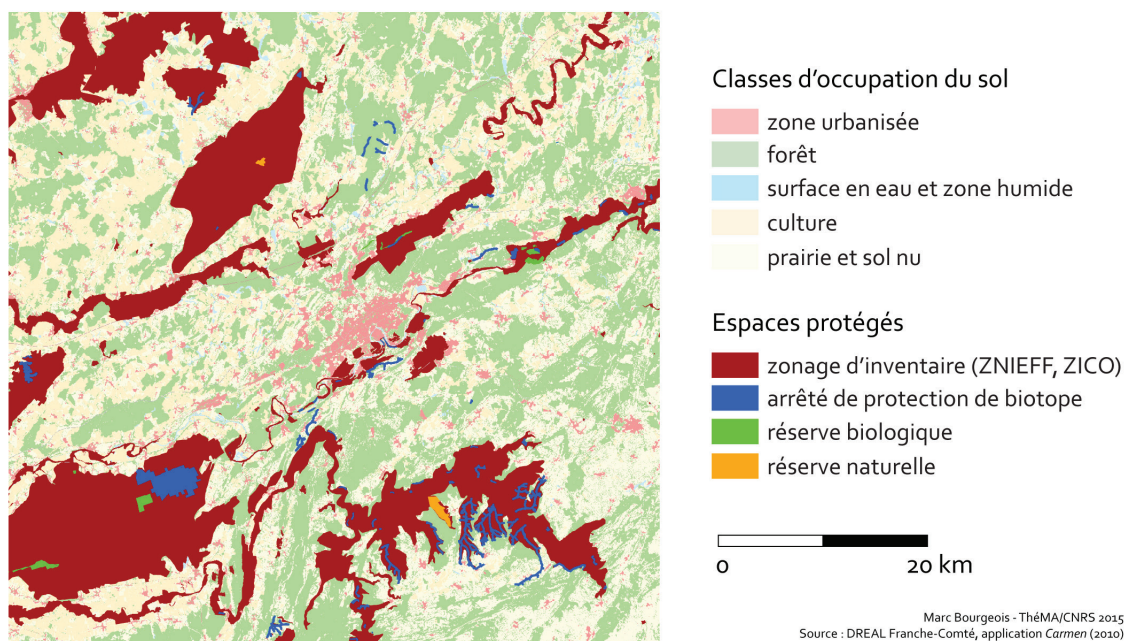 Classes d'occupation du sol
zone urbanisée
forêt
surface en eau et zone humide
culture
prairie et sol nu
Espaces protégés
zonage d'inventaire (ZNIEFF, ZICO)
arrêté de protection de biotope
réserve biologique
réserve naturelle
0 20 km
Marc Bourgeois - ThéMA/CNRS 2015
Source : DREAL Franche-Comté, application Carmen (2010)